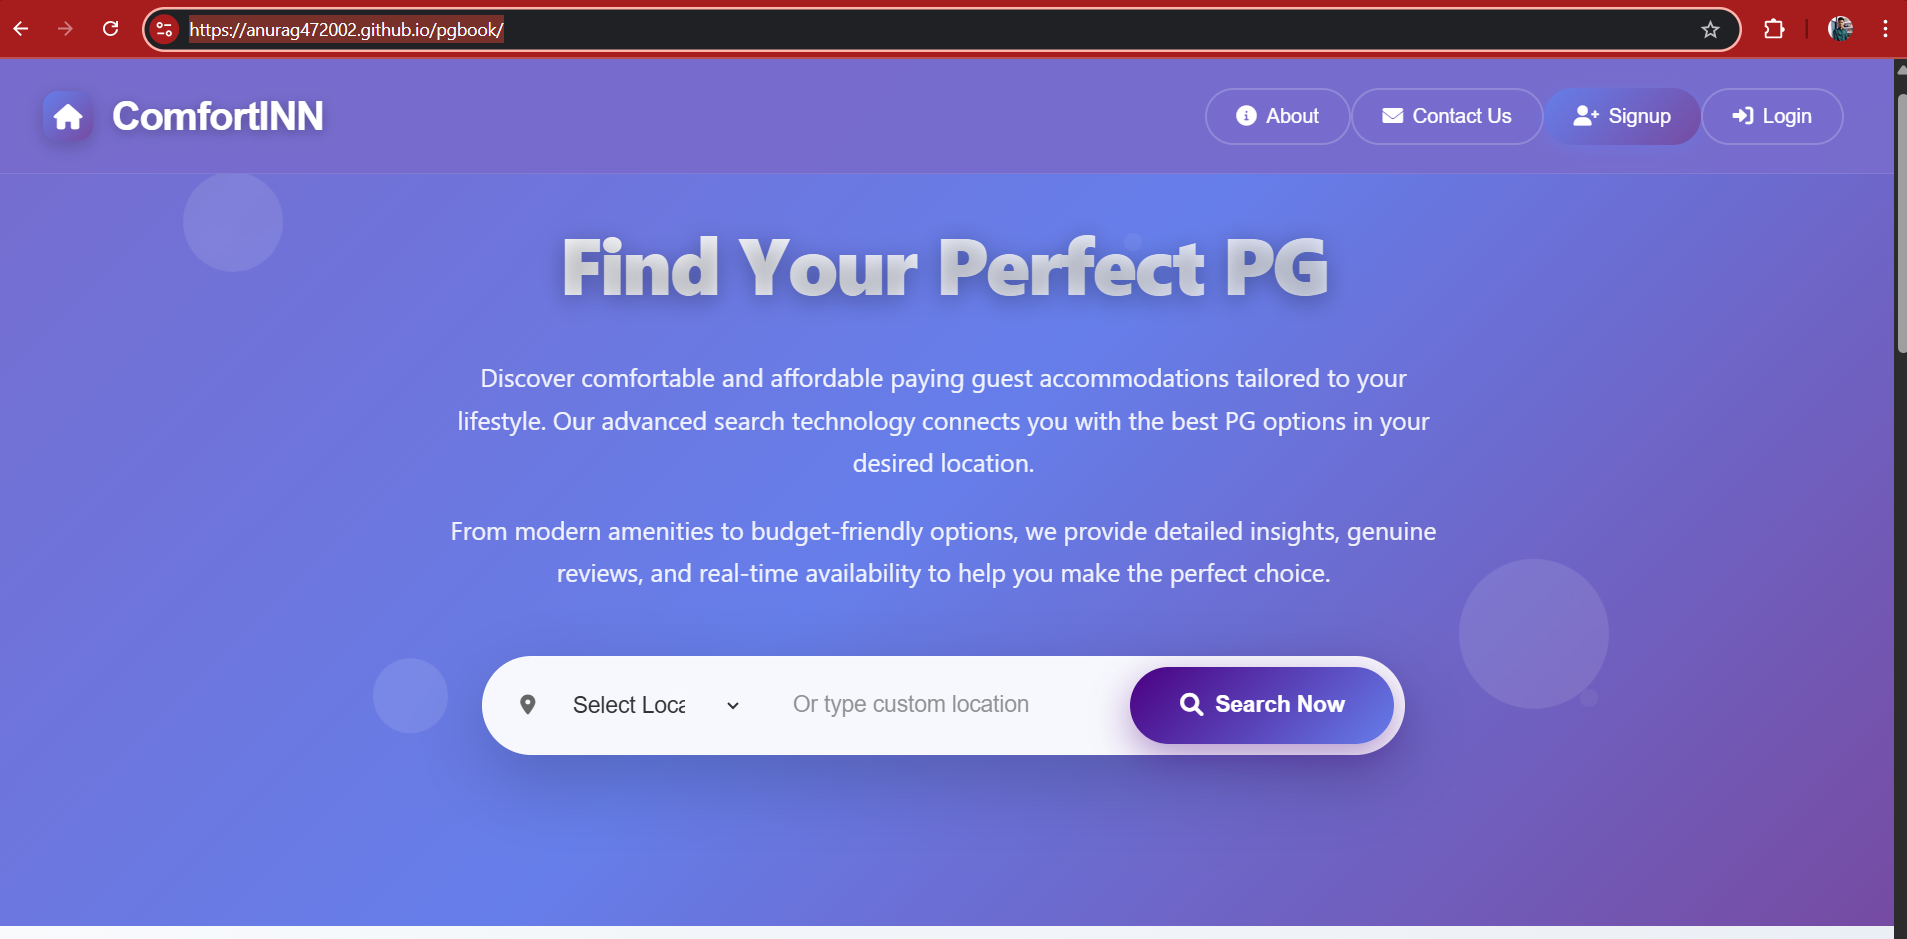 https://anurag472002.github.io/pgbook/
ComfortINN
About
Contact Us
Signup
Login
Find Your Perfect PG
Discover comfortable and affordable paying guest accommodations tailored to your
lifestyle. Our advanced search technology connects you with the best PG options in your
desired location.
From modern amenities to budget-friendly options, we provide detailed insights, genuine
reviews, and real-time availability to help you make the perfect choice.
Select Loca
Or type custom location
Search Now